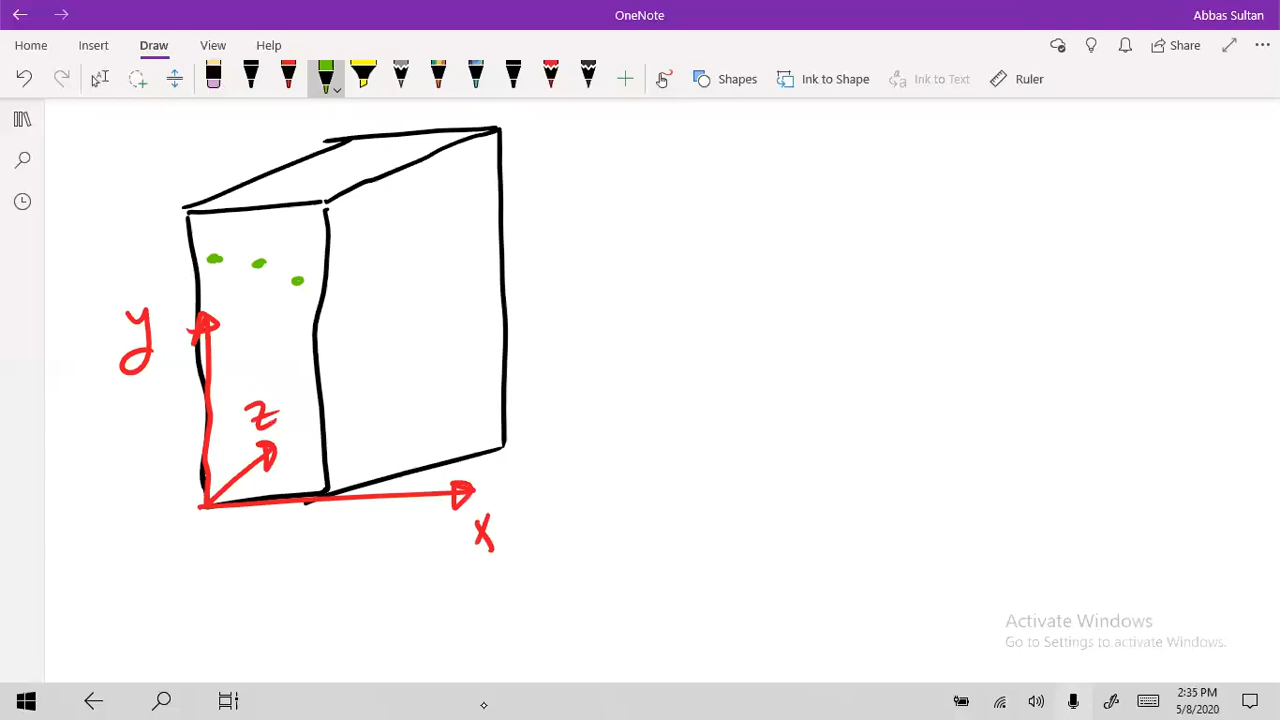 OneNote
Abbas Sultan
Home Insert Draw View Help
Share
Shapes
Ink to Shape
Ink to Text
Ruler
y
z
x
Activate Windows
Go to Settings to activate Windows.
2:35 PM
5/8/2020